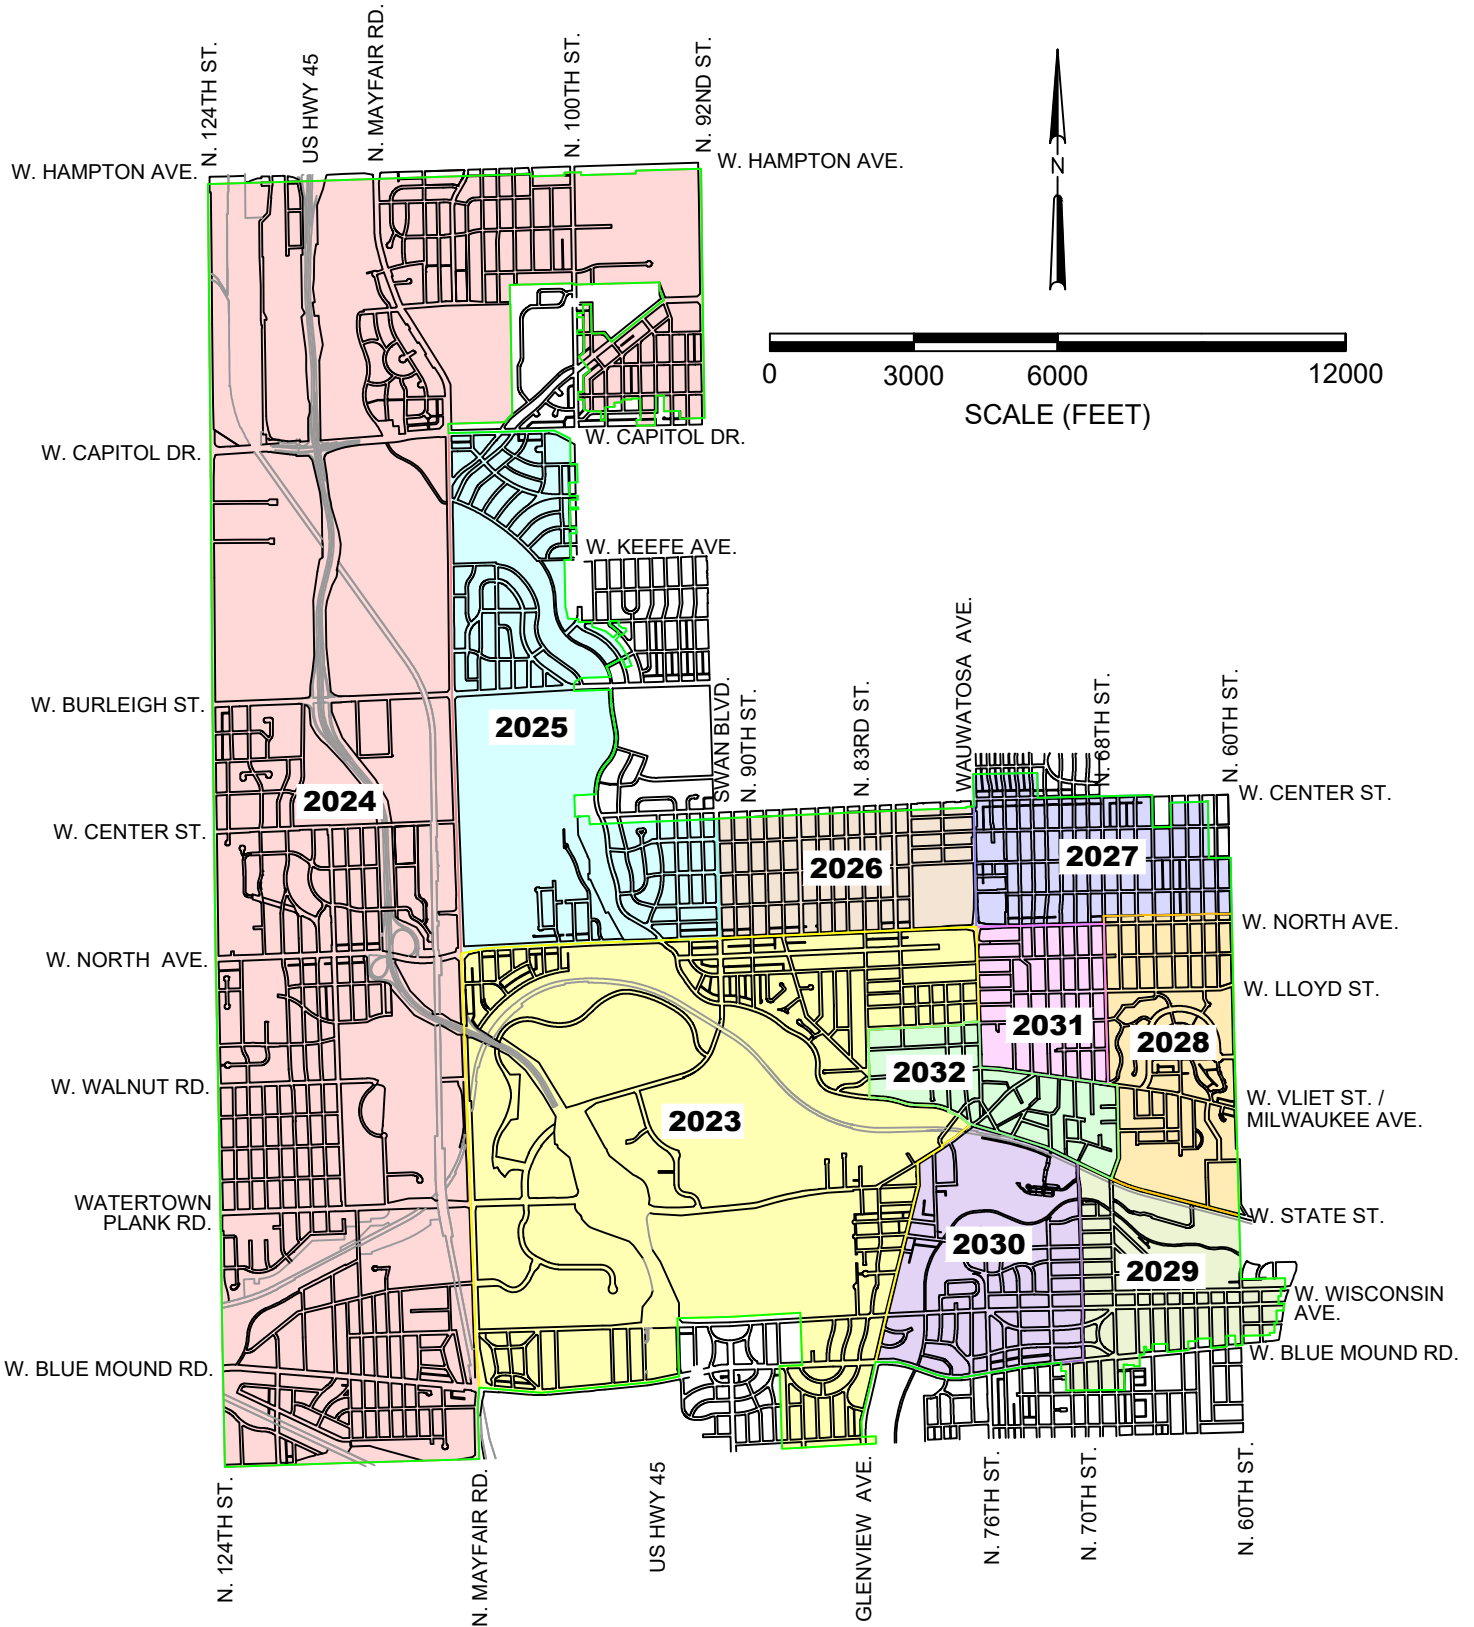 N. 124TH ST.
US HWY 45
N. MAYFAIR RD.
N. 100TH ST.
N. 92ND ST.
W. HAMPTON AVE.
W. HAMPTON AVE.
N
0
3000
6000
12000
SCALE (FEET)
W. CAPITOL DR.
W. CAPITOL DR.
W. KEEFE AVE.
W. BURLEIGH ST.
2025
SWAN BLVD.
N. 90TH ST.
N. 83RD ST.
WAUWATOSA  AVE.
N. 68TH ST.
N. 60TH ST.
2024
W. CENTER ST.
W. CENTER ST.
2026
2027
W. NORTH AVE.
W. NORTH  AVE.
W. LLOYD ST.
2031
2028
2032
W. WALNUT RD.
2023
W. VLIET ST. /
MILWAUKEE AVE.
WATERTOWN
PLANK RD.
W. STATE ST.
2030
2029
W. WISCONSIN
AVE.
W. BLUE MOUND RD.
W. BLUE MOUND RD.
N. 124TH ST.
N. MAYFAIR RD.
US HWY 45
GLENVIEW  AVE.
N. 76TH ST.
N. 70TH ST.
N. 60TH ST.